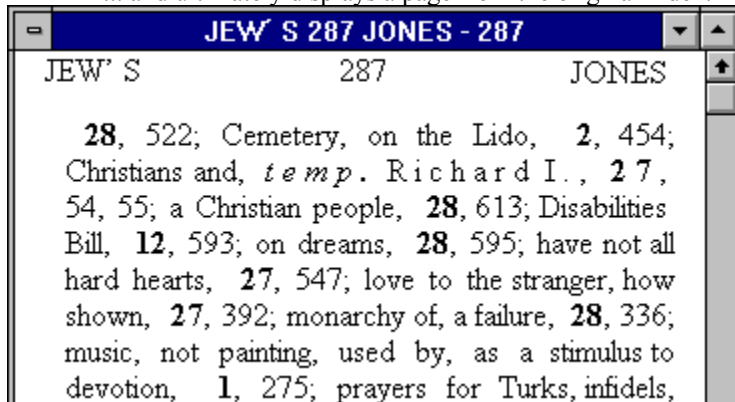 JEW' S 287 JONES - 287
JEW' S 287 JONES
28, 522; Cemetery, on the Lido, 2, 454;
Christians and, temp. Richard I., 27,
54, 55; a Christian people, 28, 613; Disabilities
Bill, 12, 593; on dreams, 28, 595; have not all
hard hearts, 27, 547; love to the stranger, how
shown, 27, 392; monarchy of, a failure, 28, 336;
music, not painting, used by, as a stimulus to
devotion, 1, 275; prayers for Turks, infidels,